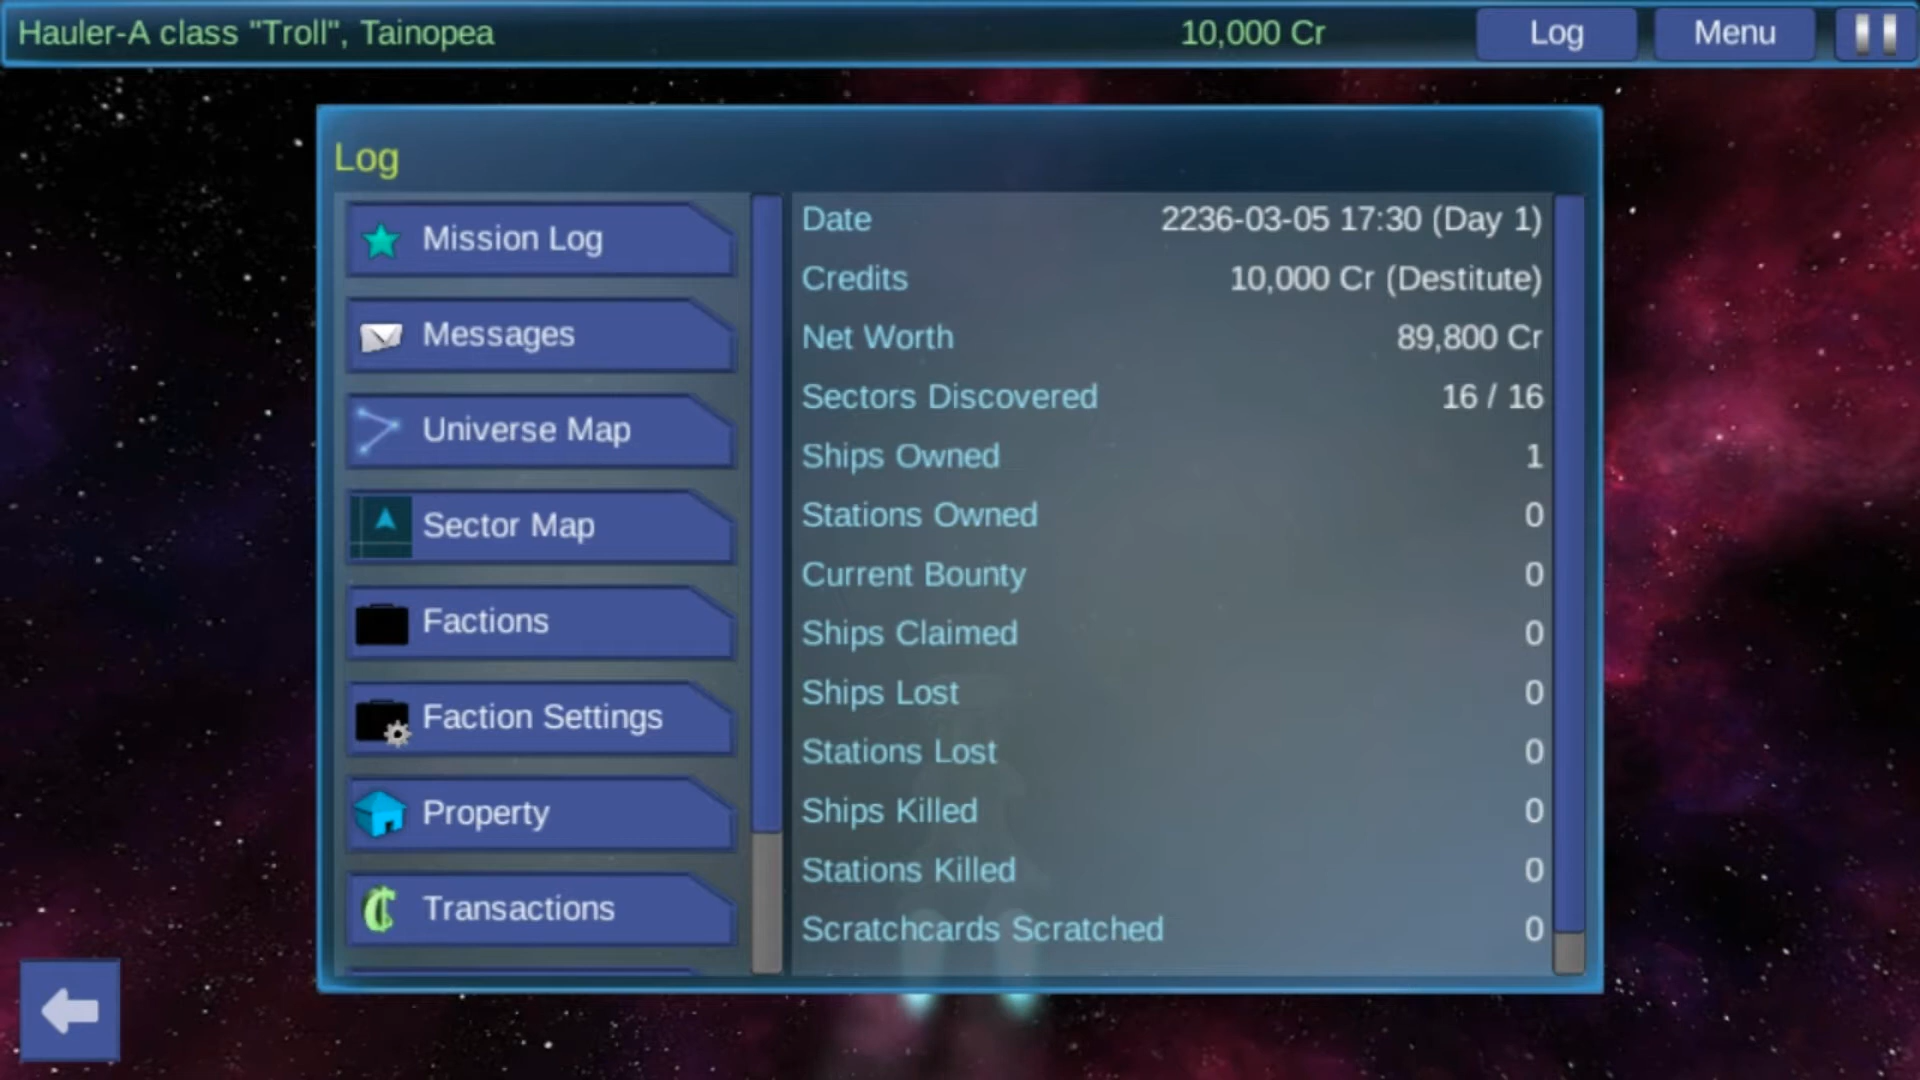 Hauler-A class "Troll", Tainopea
10,000 Cr
Log
Menu
Log
Mission Log
Messages
Universe Map
Sector Map
Factions
Faction Settings
Property
Transactions
Date 2236-03-05 17:30 (Day 1)
Credits 10,000 Cr (Destitute)
Net Worth 89,800 Cr
Sectors Discovered 16 / 16
Ships Owned 1
Stations Owned 0
Current Bounty 0
Ships Claimed 0
Ships Lost 0
Stations Lost 0
Ships Killed 0
Stations Killed 0
Scratchcards Scratched 0